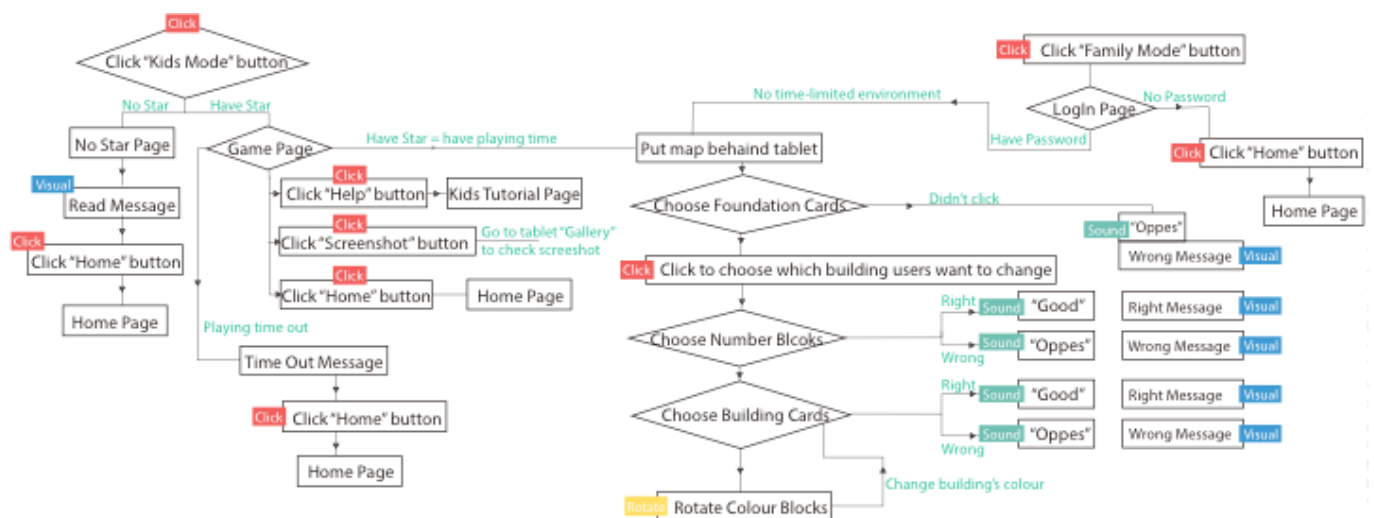 Click
Click "Kids Mode" button
No Star
Have Star
No Star Page
Visual
Read Message
Click
Click "Home" button
Home Page
Game Page
Have Star = have playing time
Click
Click "Help" button
Kids Tutorial Page
Click
Click "Screenshot" button
Go to tablet "Gallery"
to check screeshot
Click
Click "Home" button
Home Page
Playing time out
Time Out Message
Click
Click "Home" button
Home Page
Click
Click "Family Mode" button
LogIn Page
No Password
Have Password
No time-limited environment
Click
Click "Home" button
Home Page
Put map behaind tablet
Choose Foundation Cards
Didn't click
Sound
"Oppes"
Wrong Message
Visual
Click
Click to choose which building users want to change
Choose Number Blcoks
Right
Sound
"Good"
Right Message
Visual
Wrong
Sound
"Oppes"
Wrong Message
Visual
Choose Building Cards
Right
Sound
"Good"
Right Message
Visual
Wrong
Sound
"Oppes"
Wrong Message
Visual
Change building's colour
Rotate
Rotate Colour Blocks